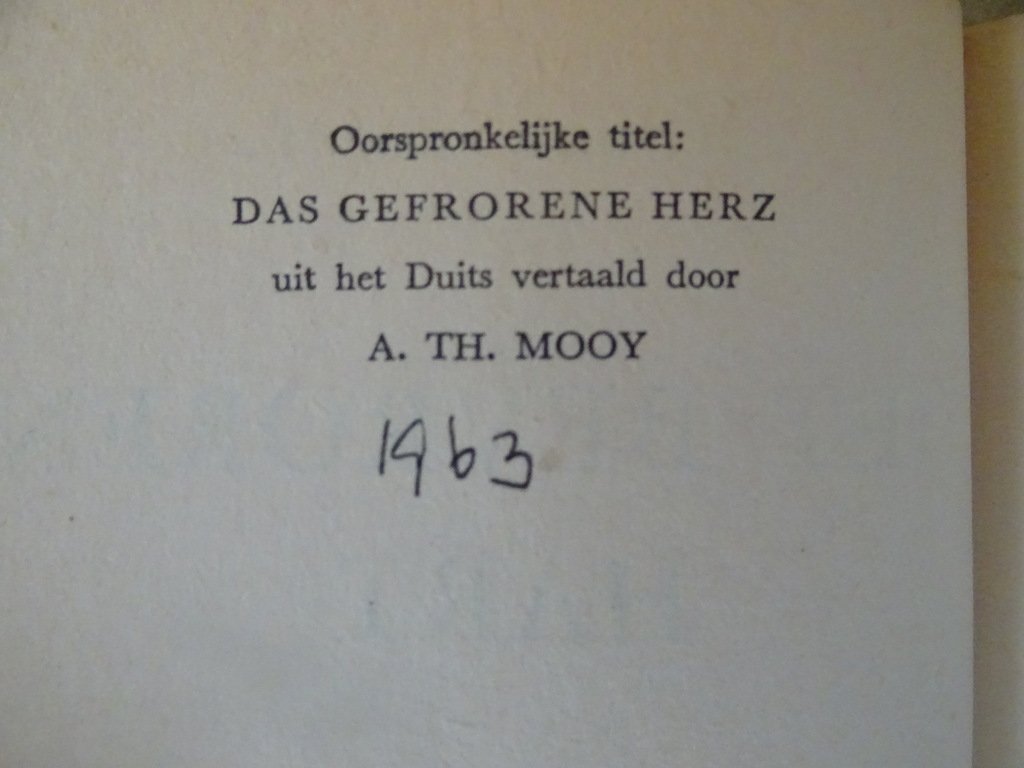 Oorspronkelijke titel:
DAS GEFRORENE HERZ
uit het Duits vertaald door
A. TH. MOOY
1963